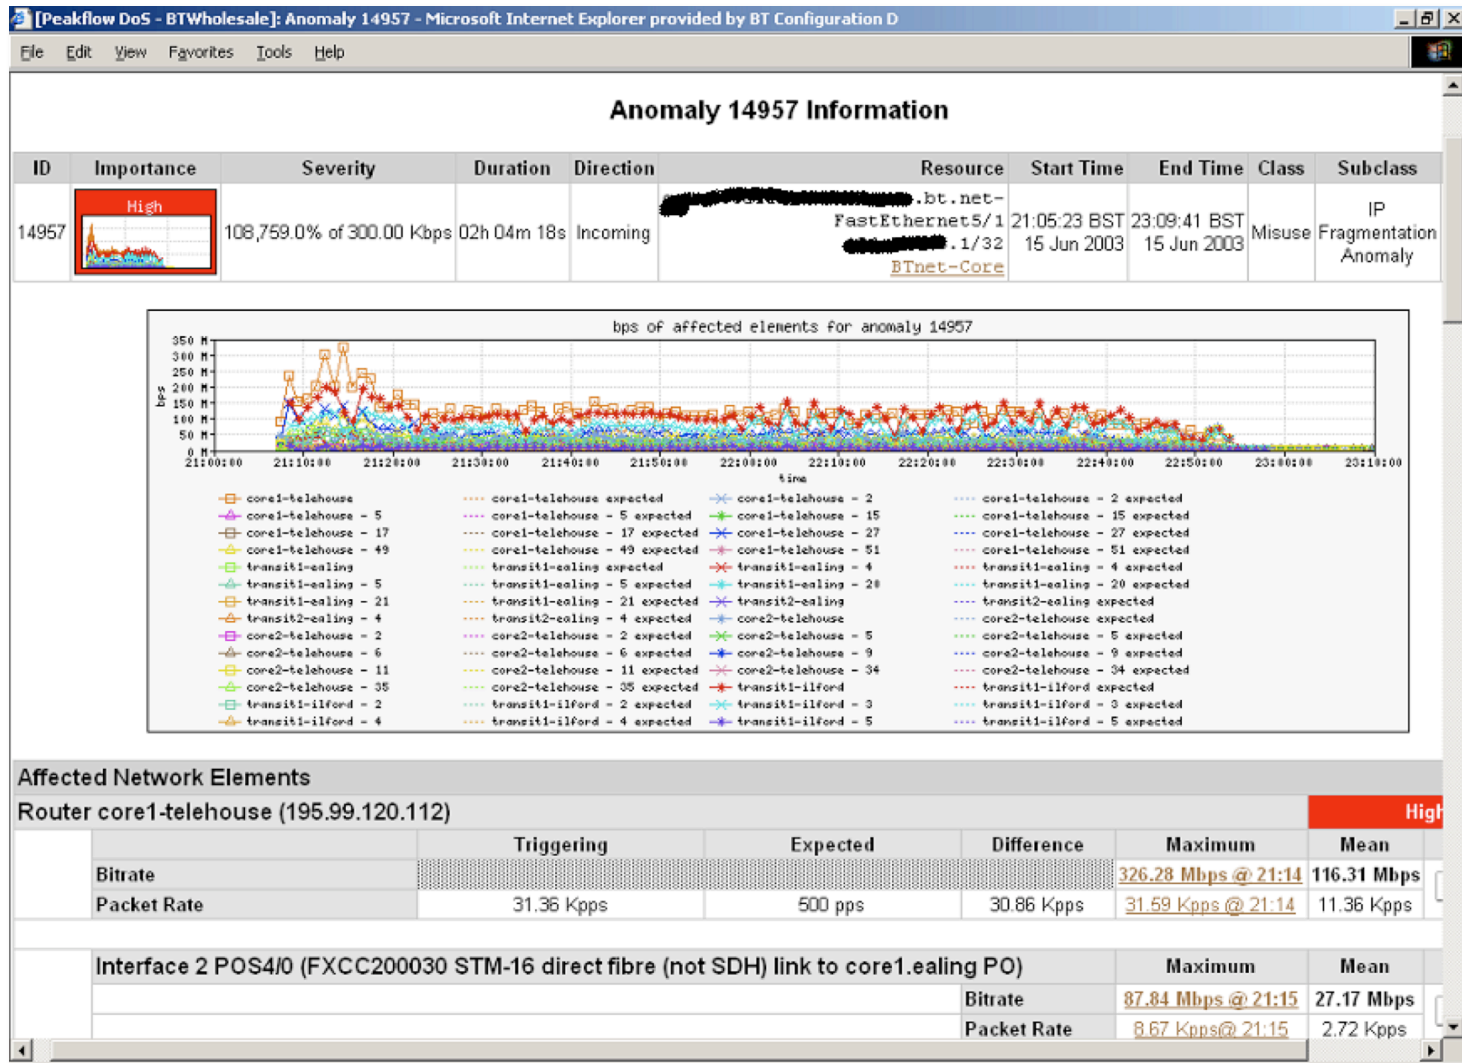 [Peakflow DoS - BTWholesale]: Anomaly 14957 - Microsoft Internet Explorer provided by BT Configuration D
File Edit View Favorites Tools Help
Anomaly 14957 Information
ID Importance Severity Duration Direction Resource Start Time End Time Class Subclass
14957 High 108,759.0% of 300.00 Kbps 02h 04m 18s Incoming .bt.net-FastEthernet5/1 .1/32 BTnet-Core 21:05:23 BST 15 Jun 2003 23:09:41 BST 15 Jun 2003 Misuse IP Fragmentation Anomaly
bps of affected elements for anomaly 14957
350 M
300 M
250 M
200 M
150 M
100 M
50 M
0 M
bps
21:00:00 21:10:00 21:20:00 21:30:00 21:40:00 21:50:00 22:00:00 22:10:00 22:20:00 22:30:00 22:40:00 22:50:00 23:00:00 23:10:00
time
core1-telehouse core1-telehouse expected core1-telehouse - 2 core1-telehouse - 2 expected
core1-telehouse - 5 core1-telehouse - 5 expected core1-telehouse - 15 core1-telehouse - 15 expected
core1-telehouse - 17 core1-telehouse - 17 expected core1-telehouse - 27 core1-telehouse - 27 expected
core1-telehouse - 49 core1-telehouse - 49 expected core1-telehouse - 51 core1-telehouse - 51 expected
transit1-ealing transit1-ealing expected transit1-ealing - 4 transit1-ealing - 4 expected
transit1-ealing - 5 transit1-ealing - 5 expected transit1-ealing - 20 transit1-ealing - 20 expected
transit1-ealing - 21 transit1-ealing - 21 expected transit2-ealing transit2-ealing expected
transit2-ealing - 4 transit2-ealing - 4 expected core2-telehouse core2-telehouse expected
core2-telehouse - 2 core2-telehouse - 2 expected core2-telehouse - 5 core2-telehouse - 5 expected
core2-telehouse - 6 core2-telehouse - 6 expected core2-telehouse - 9 core2-telehouse - 9 expected
core2-telehouse - 11 core2-telehouse - 11 expected core2-telehouse - 34 core2-telehouse - 34 expected
core2-telehouse - 35 core2-telehouse - 35 expected transit1-ilford transit1-ilford expected
transit1-ilford - 2 transit1-ilford - 2 expected transit1-ilford - 3 transit1-ilford - 3 expected
transit1-ilford - 4 transit1-ilford - 4 expected transit1-ilford - 5 transit1-ilford - 5 expected
Affected Network Elements
Router core1-telehouse (195.99.120.112) High
Triggering Expected Difference Maximum Mean
Bitrate 326.28 Mbps @ 21:14 116.31 Mbps
Packet Rate 31.36 Kpps 500 pps 30.86 Kpps 31.59 Kpps @ 21:14 11.36 Kpps
Interface 2 POS4/0 (FXCC200030 STM-16 direct fibre (not SDH) link to core1.ealing PO) Maximum Mean
Bitrate 87.84 Mbps @ 21:15 27.17 Mbps
Packet Rate 8.67 Kpps@ 21:15 2.72 Kpps